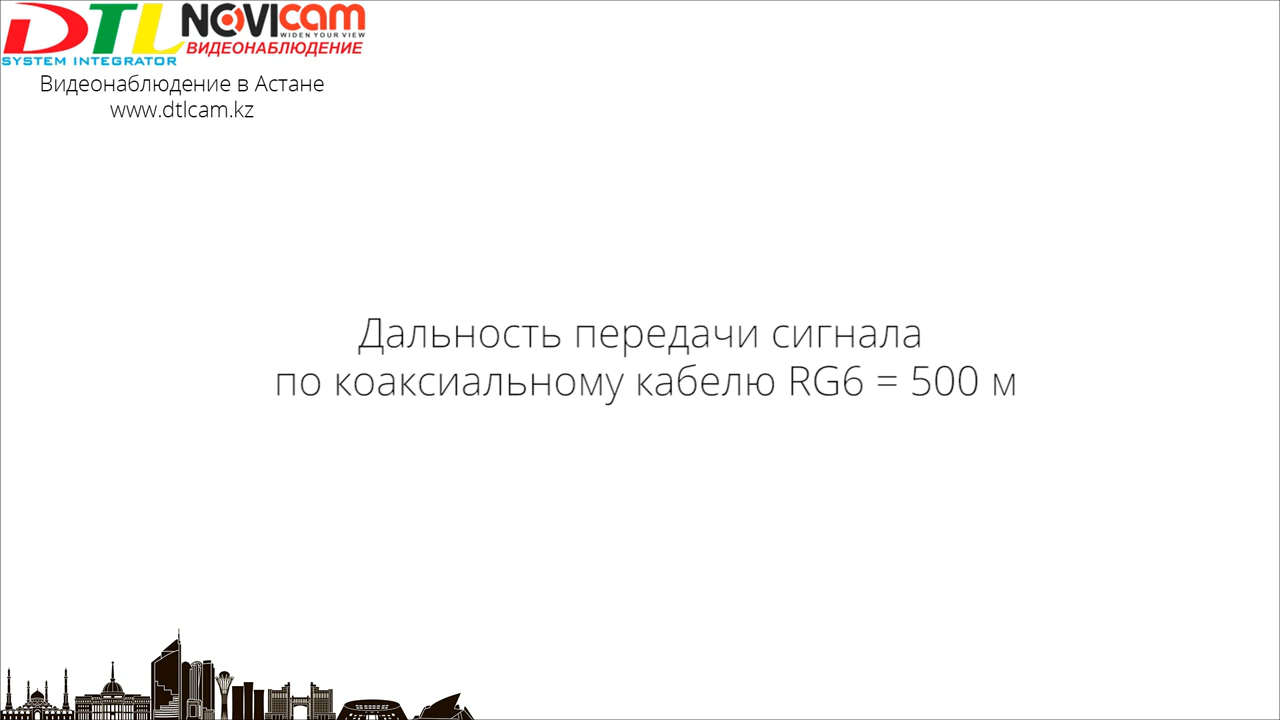 DTL NOVIcam
WIDEN YOUR VIEW
SYSTEM INTEGRATOR ВИДЕОНАБЛЮДЕНИЕ
Видеонаблюдение в Астане
www.dtlcam.kz
Дальность передачи сигнала
по коаксиальному кабелю RG6 = 500 м